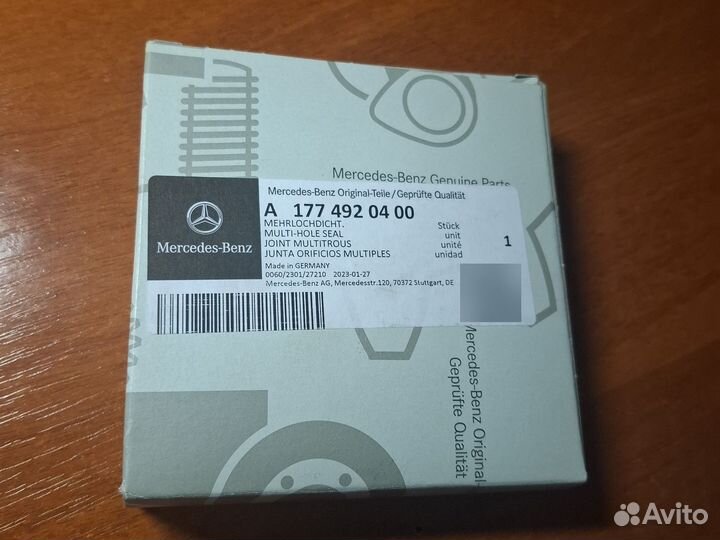 Mercedes-Benz Genuine Parts
Mercedes-Benz Original-Teile/Geprüfte Qualität
A 177 492 04 00
MEHRLOCHDICHT. Stück
MULTI-HOLE SEAL unit
JOINT MULTITROUS unité 1
JUNTA ORIFICIOS MULTIPLES unidad
Made in GERMANY
0060/2301/27210 2023-01-27
Mercedes-Benz AG, Mercedesstr.120, 70372 Stuttgart, DE
Mercedes-Benz
Mercedes-Benz Original-
Geprüfte Qualität
Avito